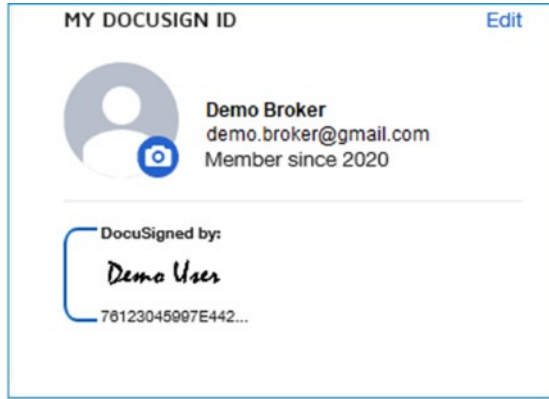 MY DOCUSIGN ID
Edit
Demo Broker
demo.broker@gmail.com
Member since 2020
DocuSigned by:
Demo User
76123045997E442...